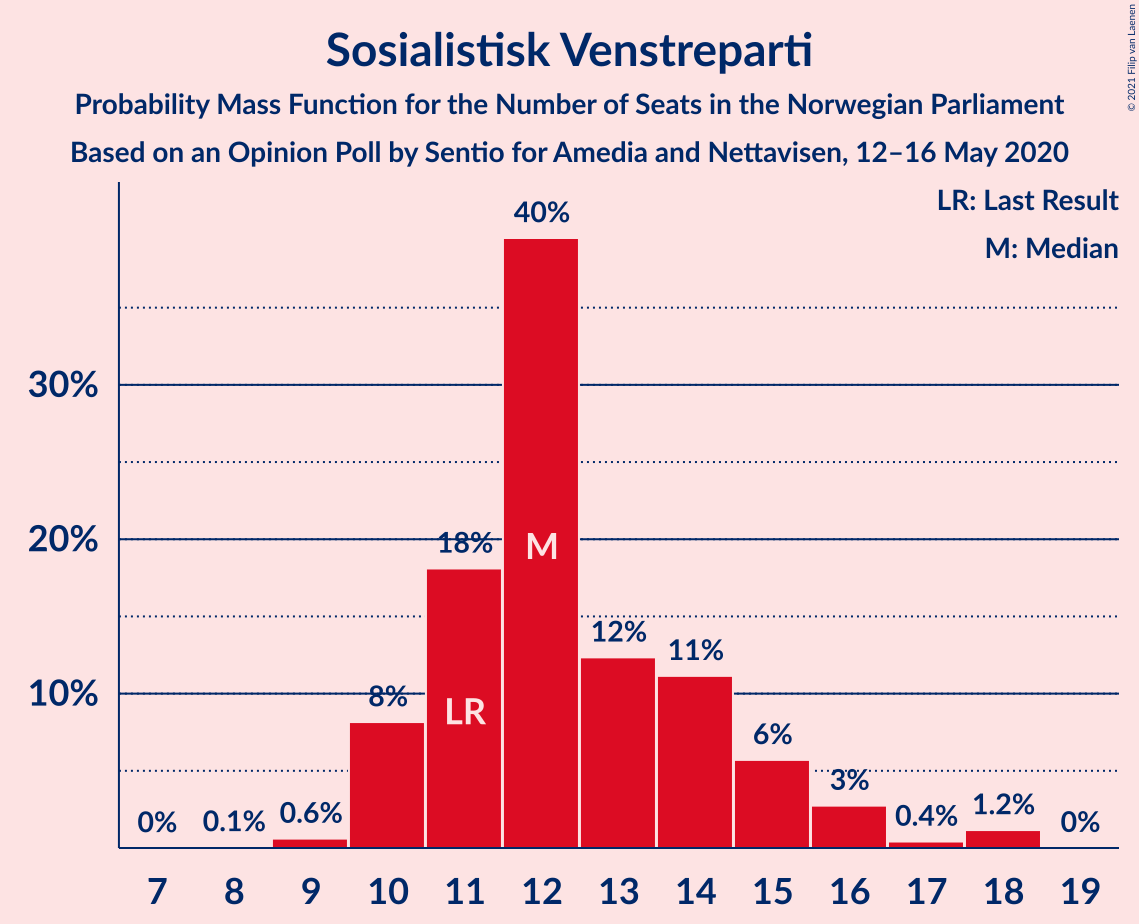 Sosialistisk Venstreparti
Probability Mass Function for the Number of Seats in the Norwegian Parliament
Based on an Opinion Poll by Sentio for Amedia and Nettavisen, 12–16 May 2020
© 2021 Filip van Laenen
LR: Last Result
M: Median
40%
30%
20%
18%
M
12%
11%
10%
8%
LR
6%
3%
0%
0.1%
0.6%
0.4%
1.2%
0%
7 8 9 10 11 12 13 14 15 16 17 18 19